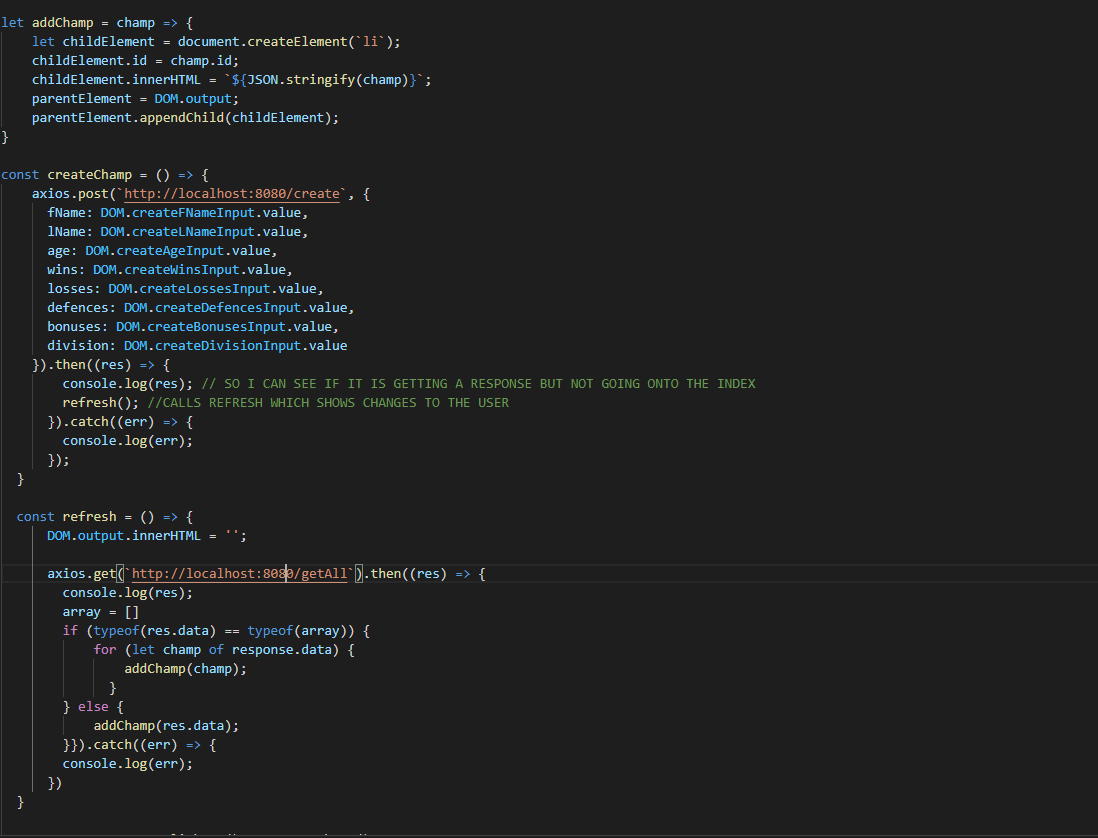 let addChamp = champ => {
    let childElement = document.createElement(`li`);
    childElement.id = champ.id;
    childElement.innerHTML = `${JSON.stringify(champ)}`;
    parentElement = DOM.output;
    parentElement.appendChild(childElement);
}
const createChamp = () => {
    axios.post(`http://localhost:8080/create`, {
      fName: DOM.createFNameInput.value,
      lName: DOM.createLNameInput.value,
      age: DOM.createAgeInput.value,
      wins: DOM.createWinsInput.value,
      losses: DOM.createLossesInput.value,
      defences: DOM.createDefencesInput.value,
      bonuses: DOM.createBonusesInput.value,
      division: DOM.createDivisionInput.value
    }).then((res) => {
        console.log(res); // SO I CAN SEE IF IT IS GETTING A RESPONSE BUT NOT GOING ONTO THE INDEX
        refresh(); //CALLS REFRESH WHICH SHOWS CHANGES TO THE USER
      }).catch((err) => {
        console.log(err);
      });
  }
  const refresh = () => {
      DOM.output.innerHTML = '';
      axios.get(`http://localhost:8080/getAll`).then((res) => {
        console.log(res);
        array = []
        if (typeof(res.data) == typeof(array)) {
            for (let champ of response.data) {
                addChamp(champ);
              }
        } else {
            addChamp(res.data);
        }}).catch((err) => {
        console.log(err);
      })
  }